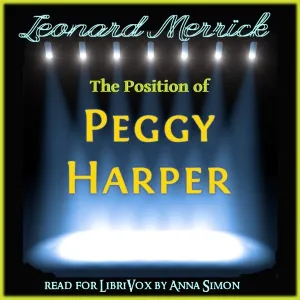 Leonard Merrick
The Position of
PEGGY
HARPER
READ FOR LIBRIVOX BY ANNA SIMON